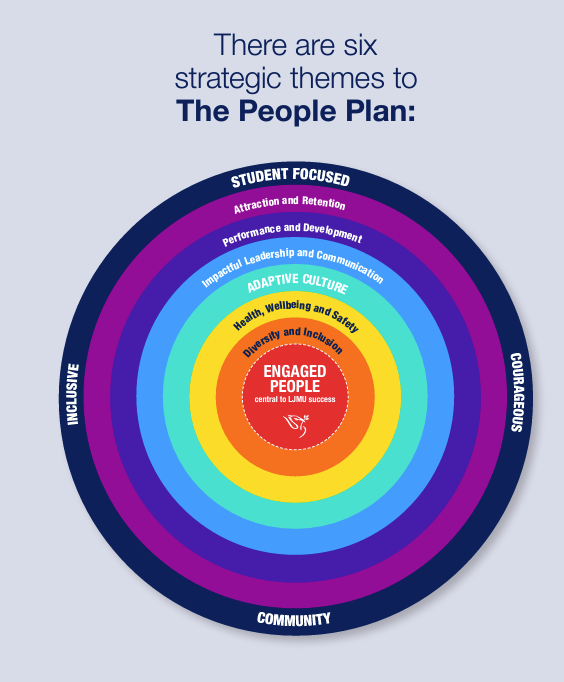 There are six
strategic themes to
The People Plan:
STUDENT FOCUSED
Attraction and Retention
Performance and Development
Impactful Leadership and Communication
ADAPTIVE CULTURE
Health, Wellbeing and Safety
Diversity and Inclusion
ENGAGED
PEOPLE
central to LJMU success
INCLUSIVE
COURAGEOUS
COMMUNITY